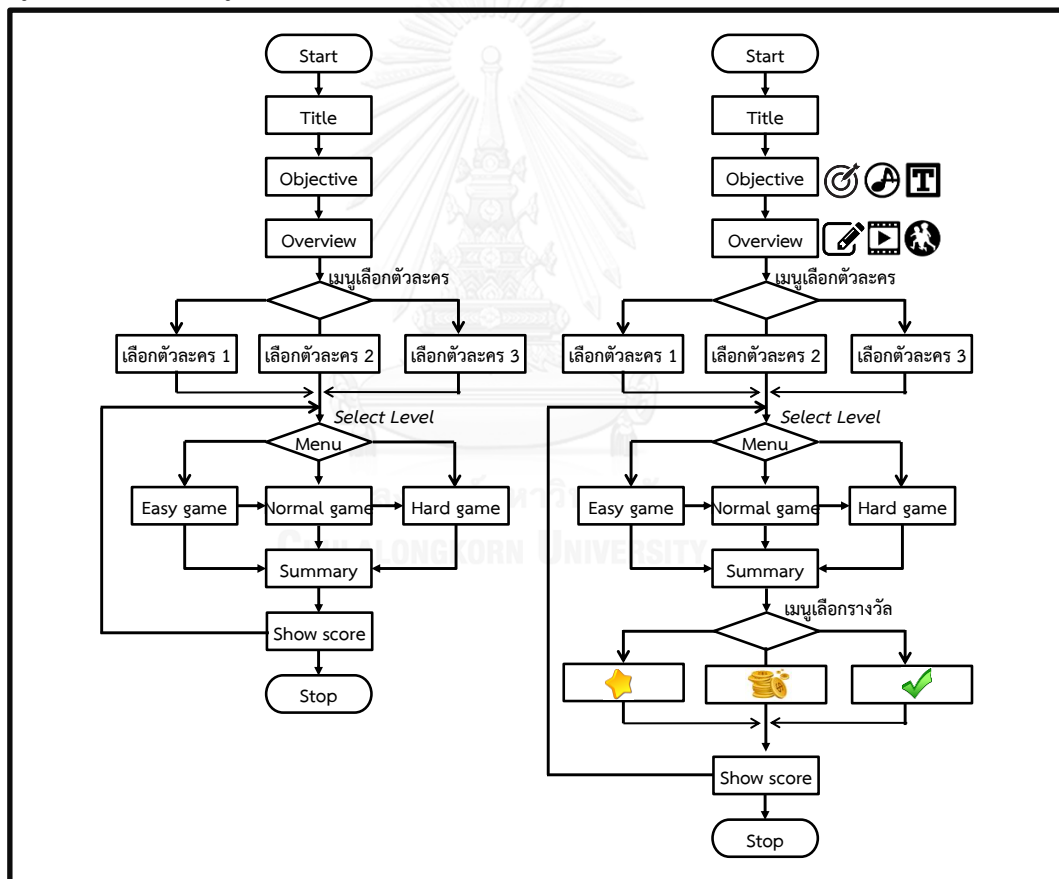 Start
Title
Objective
Overview
เมนูเลือกตัวละคร
เลือกตัวละคร 1
เลือกตัวละคร 2
เลือกตัวละคร 3
Select Level
Menu
Easy game
Normal game
Hard game
Summary
Show score
Stop
Start
Title
Objective
T
Overview
เมนูเลือกตัวละคร
เลือกตัวละคร 1
เลือกตัวละคร 2
เลือกตัวละคร 3
Select Level
Menu
Easy game
Normal game
Hard game
Summary
เมนูเลือกรางวัล
Show score
Stop
CHULALONGKORN UNIVERSITY